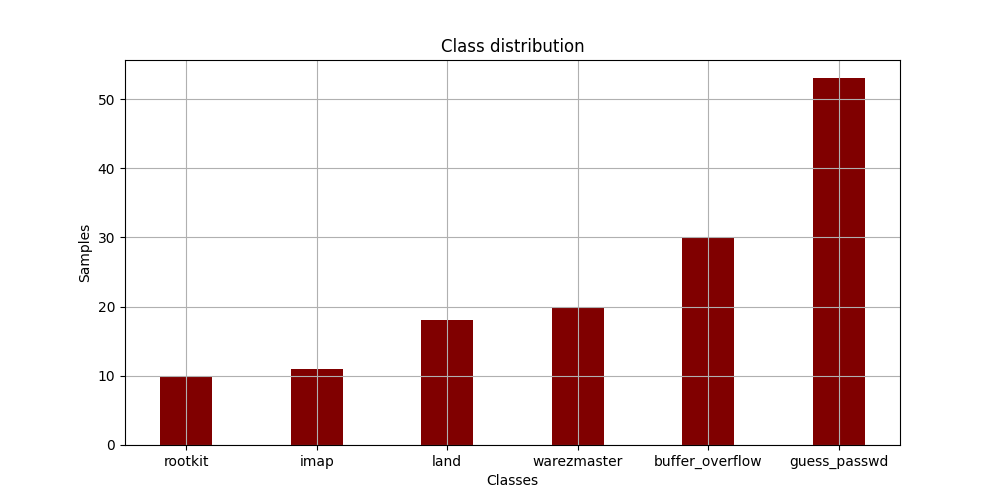 Class distribution
Samples
50
40
30
20
10
0
rootkit imap land warezmaster buffer_overflow guess_passwd
Classes